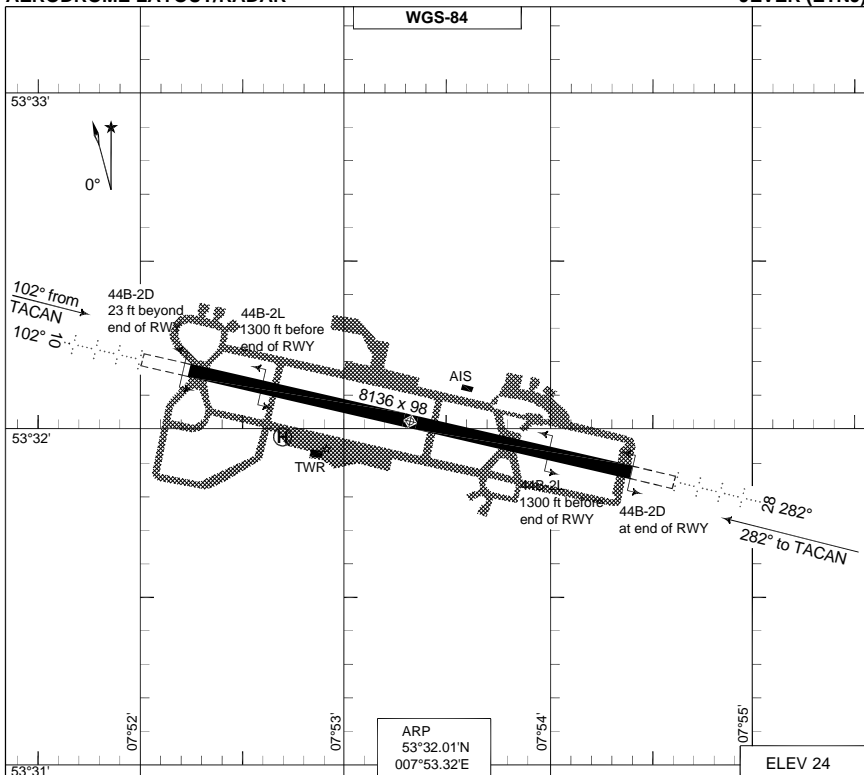 WGS-84
53°33'
0°
102° from
TACAN
102°
10
44B-2D
23 ft beyond
end of RWY
44B-2L
1300 ft before
end of RWY
AIS
8136 x 98
53°32'
H
TWR
44B-2L
1300 ft before
end of RWY
44B-2D
at end of RWY
28
282°
282° to TACAN
07°52'
07°53'
07°54'
07°55'
ARP
53°32.01'N
007°53.32'E
ELEV 24
53°31'